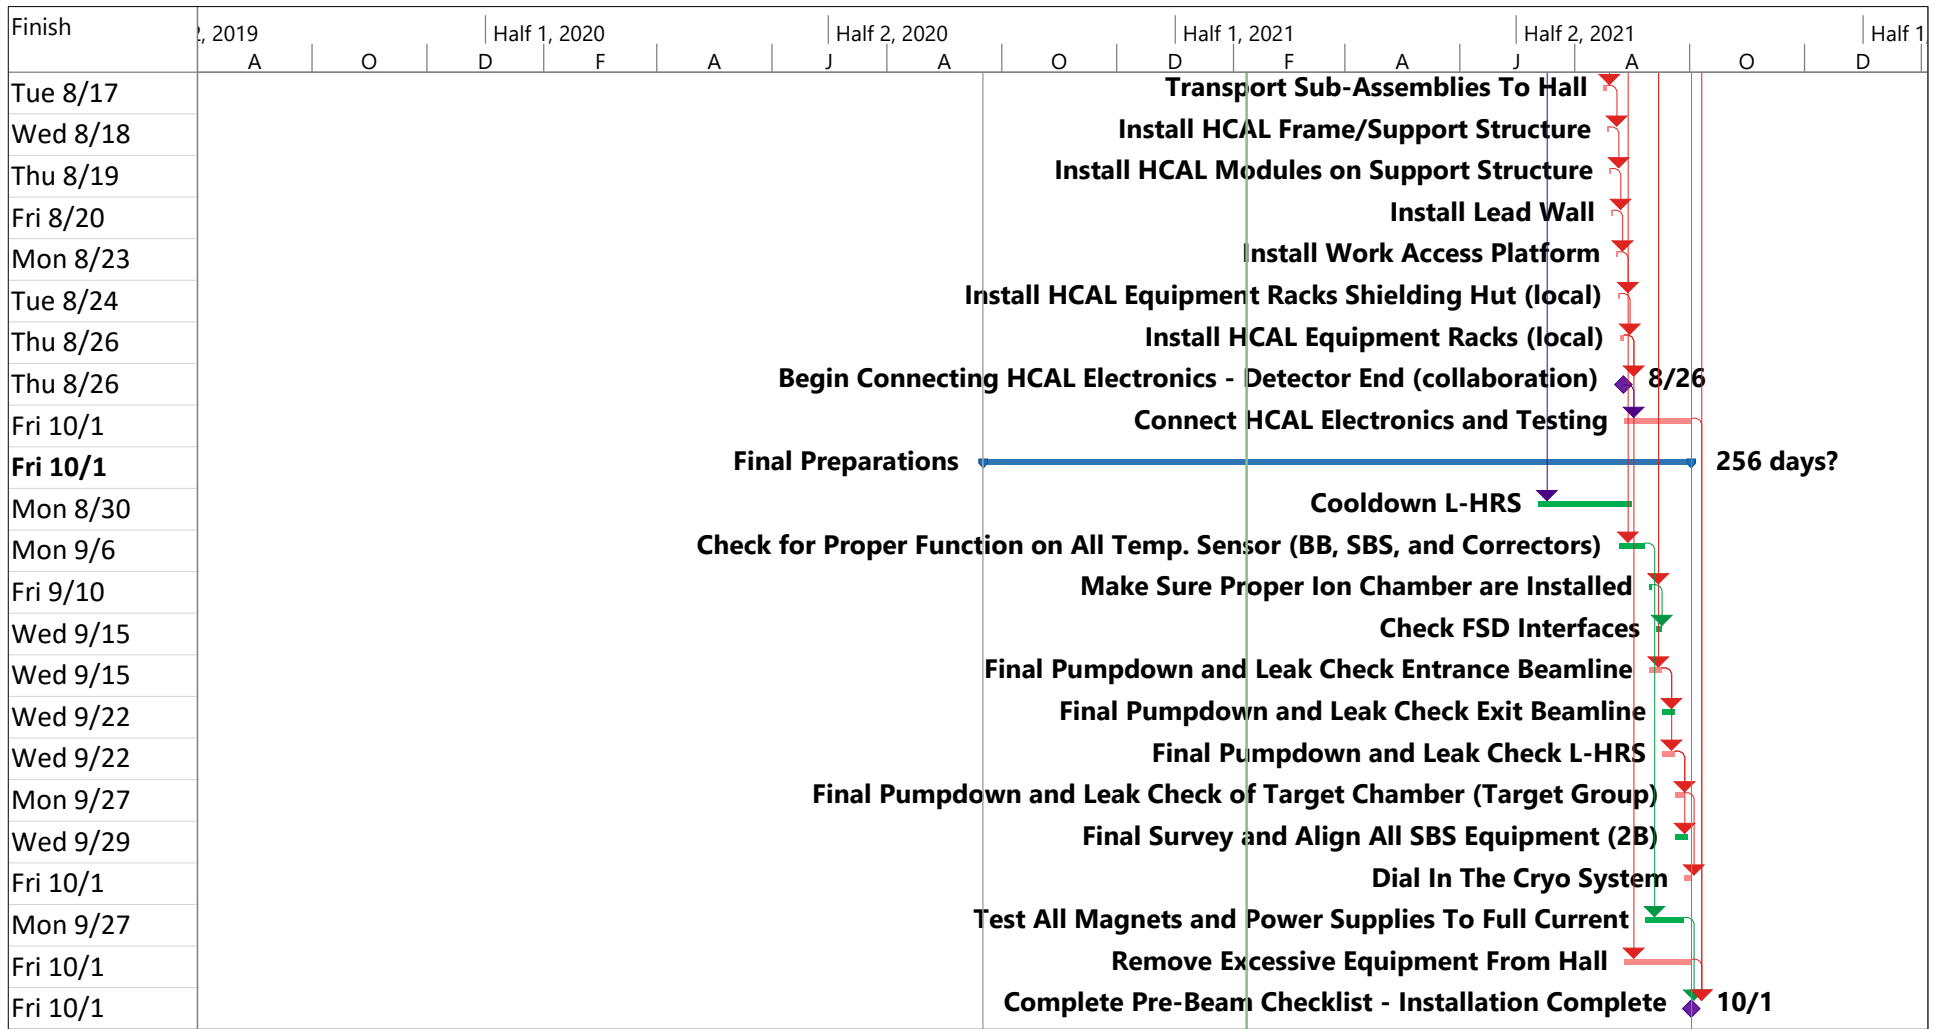 Finish
2, 2019 Half 1, 2020 Half 2, 2020 Half 1, 2021 Half 2, 2021 Half 1,
A O D F A J A O D F A J A O D
Tue 8/17 Transport Sub-Assemblies To Hall
Wed 8/18 Install HCAL Frame/Support Structure
Thu 8/19 Install HCAL Modules on Support Structure
Fri 8/20 Install Lead Wall
Mon 8/23 Install Work Access Platform
Tue 8/24 Install HCAL Equipment Racks Shielding Hut (local)
Thu 8/26 Install HCAL Equipment Racks (local)
Thu 8/26 Begin Connecting HCAL Electronics - Detector End (collaboration) 8/26
Fri 10/1 Connect HCAL Electronics and Testing
Fri 10/1 Final Preparations 256 days?
Mon 8/30 Cooldown L-HRS
Mon 9/6 Check for Proper Function on All Temp. Sensor (BB, SBS, and Correctors)
Fri 9/10 Make Sure Proper Ion Chamber are Installed
Wed 9/15 Check FSD Interfaces
Wed 9/15 Final Pumpdown and Leak Check Entrance Beamline
Wed 9/22 Final Pumpdown and Leak Check Exit Beamline
Wed 9/22 Final Pumpdown and Leak Check L-HRS
Mon 9/27 Final Pumpdown and Leak Check of Target Chamber (Target Group)
Wed 9/29 Final Survey and Align All SBS Equipment (2B)
Fri 10/1 Dial In The Cryo System
Mon 9/27 Test All Magnets and Power Supplies To Full Current
Fri 10/1 Remove Excessive Equipment From Hall
Fri 10/1 Complete Pre-Beam Checklist - Installation Complete 10/1